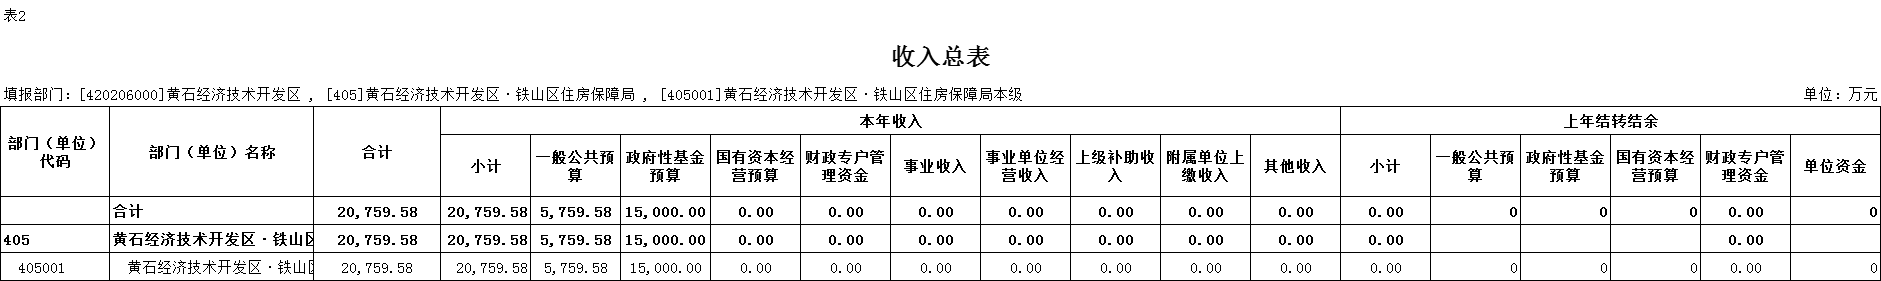 表2
收入总表
填报部门：[420206000]黄石经济技术开发区 , [405]黄石经济技术开发区·铁山区住房保障局 , [405001]黄石经济技术开发区·铁山区住房保障局本级 单位：万元
部门（单位）代码 部门（单位）名称 合计 本年收入 上年结转结余
小计 一般公共预算 政府性基金预算 国有资本经营预算 财政专户管理资金 事业收入 事业单位经营收入 上级补助收入 附属单位上缴收入 其他收入 小计 一般公共预算 政府性基金预算 国有资本经营预算 财政专户管理资金 单位资金
合计 20,759.58 20,759.58 5,759.58 15,000.00 0.00 0.00 0.00 0.00 0.00 0.00 0.00 0.00 0 0 0 0.00 0
405 黄石经济技术开发区·铁山区 20,759.58 20,759.58 5,759.58 15,000.00 0.00 0.00 0.00 0.00 0.00 0.00 0.00 0.00 0.00
405001 黄石经济技术开发区·铁山区 20,759.58 20,759.58 5,759.58 15,000.00 0.00 0.00 0.00 0.00 0.00 0.00 0.00 0.00 0 0 0 0.00 0